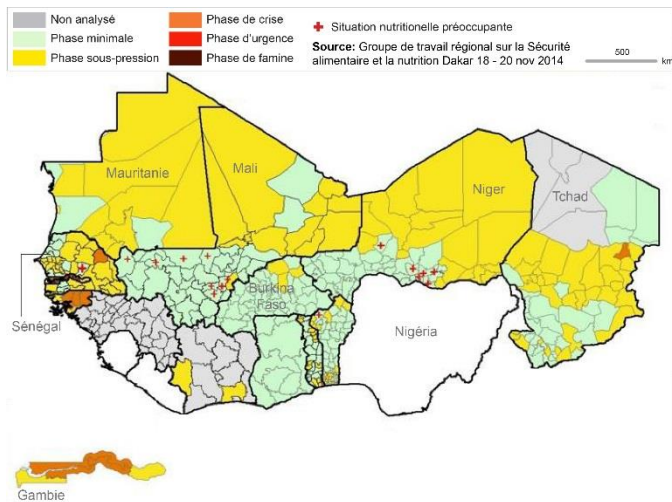 Non analysé
Phase minimale
Phase sous-pression
Phase de crise
Phase d'urgence
Phase de famine
Situation nutritionelle préoccupante
Source: Groupe de travail régional sur la Sécurité
alimentaire et la nutrition Dakar 18 - 20 nov 2014
500
km
Mauritanie
Mali
Niger
Tchad
Burkina
Faso
Nigéria
Sénégal
Gambie